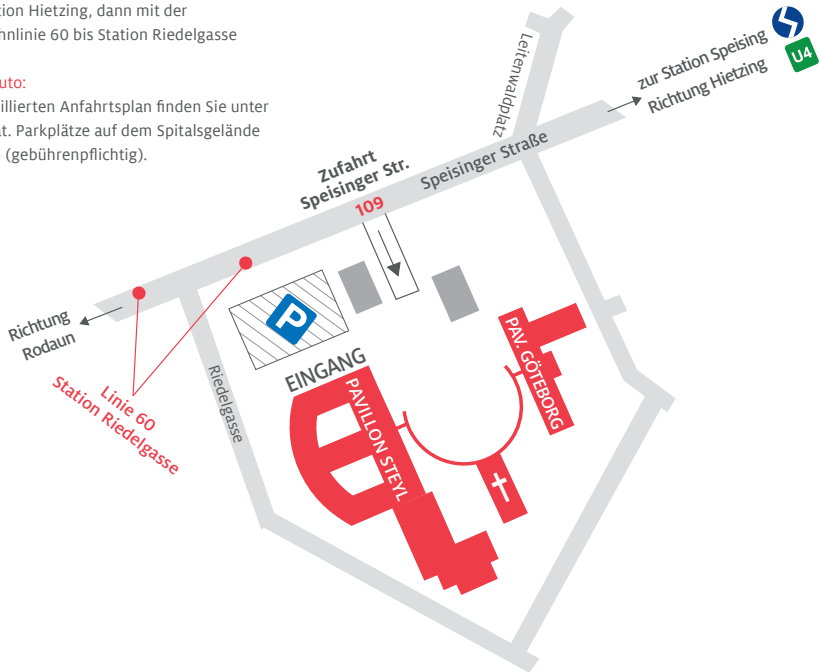 tion Hietzing, dann mit der
hnlinie 60 bis Station Riedelgasse
uto:
illierten Anfahrtsplan finden Sie unter
at. Parkplätze auf dem Spitalsgelände
(gebührenpflichtig).
Leitenwaldplatz
zur Station Speising
U4
Richtung Hietzing
Zufahrt
Speisinger Str.
109
Speisinger Straße
Richtung
Rodaun
P
Linie 60
Station Riedelgasse
Riedelgasse
EINGANG
PAVILLON STEYL
PAV. GÖTEBORG